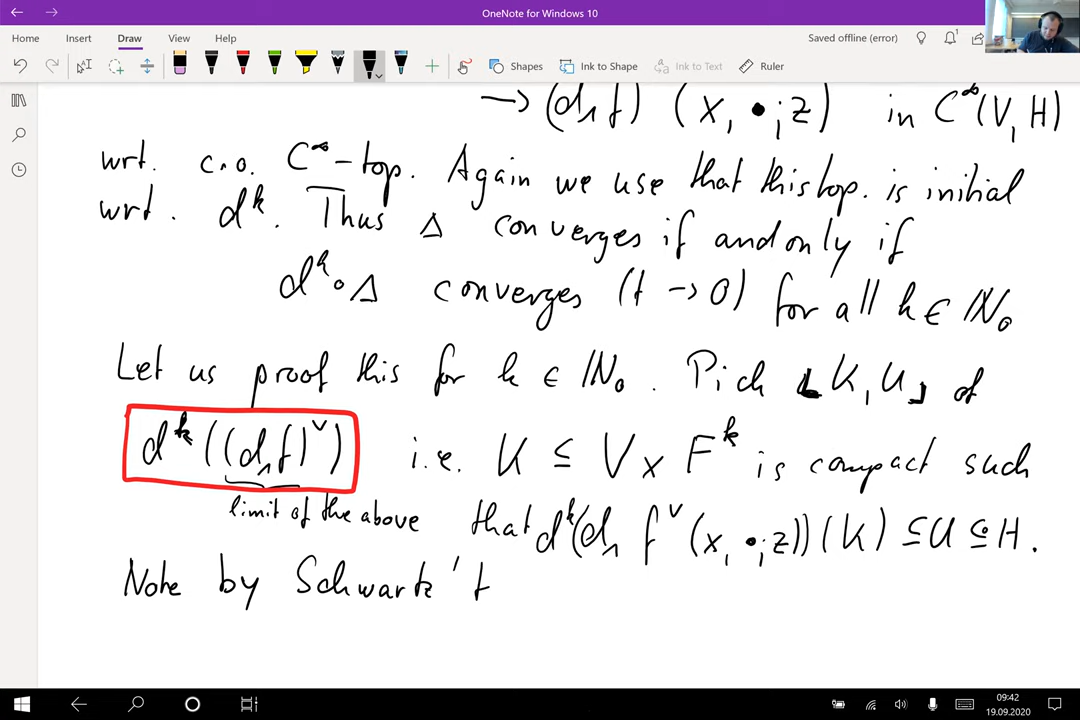 OneNote for Windows 10
Home Insert Draw View Help
Saved offline (error)
Shapes Ink to Shape Ink to Text Ruler
→ (d₁f) (x, •; z) in C^∞(V, H)
wrt. c.o. C^∞-top. Again we use that this top. is initial
wrt. d^k. Thus Δ converges if and only if
d^k ∘ Δ converges (t → 0) for all k ∈ ℕ₀
Let us proof this for k ∈ ℕ₀. Pick ⌊K, U⌋ of
d^k((d₁f)^∨) i.e. K ⊆ V × F^k is compact such
limit of the above that d^k(d₁ f^∨(x, •; z))(K) ⊆ U ⊆° H.
Note by Schwartz't
09:42
19.09.2020